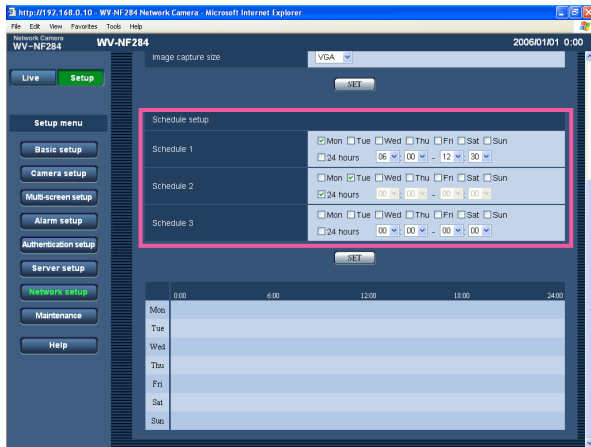 http://192.168.0.10 - WV-NF284 Network Camera - Microsoft Internet Explorer
File Edit View Favorites Tools Help
Network Camera
WV-NF284
WV-NF284
2006/01/01 0:00
Image capture size
VGA
Live
Setup
SET
Setup menu
Schedule setup
Basic setup
Schedule 1
Mon Tue Wed Thu Fri Sat Sun
24 hours 06 : 00 - 12 : 30
Camera setup
Schedule 2
Mon Tue Wed Thu Fri Sat Sun
24 hours 00 : 00 - 00 : 00
Multi-screen setup
Alarm setup
Schedule 3
Mon Tue Wed Thu Fri Sat Sun
24 hours 00 : 00 - 00 : 00
Authentication setup
SET
Server setup
Network setup
0:00 6:00 12:00 18:00 24:00
Maintenance
Mon
Tue
Help
Wed
Thu
Fri
Sat
Sun